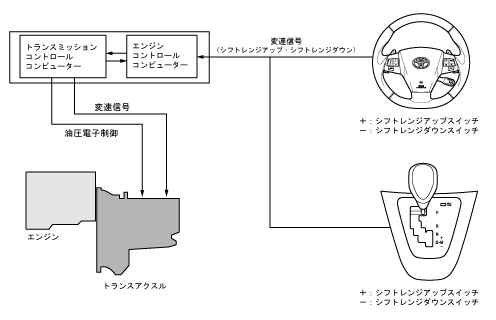 トランスミッション
コントロール
コンピューター
エンジン
コントロール
コンピューター
変速信号
(シフトレンジアップ・シフトレンジダウン)
変速信号
油圧電子制御
+：シフトレンジアップスイッチ
−：シフトレンジダウンスイッチ
エンジン
トランスアクスル
P
R
N
D-M
+
−
+：シフトレンジアップスイッチ
−：シフトレンジダウンスイッチ